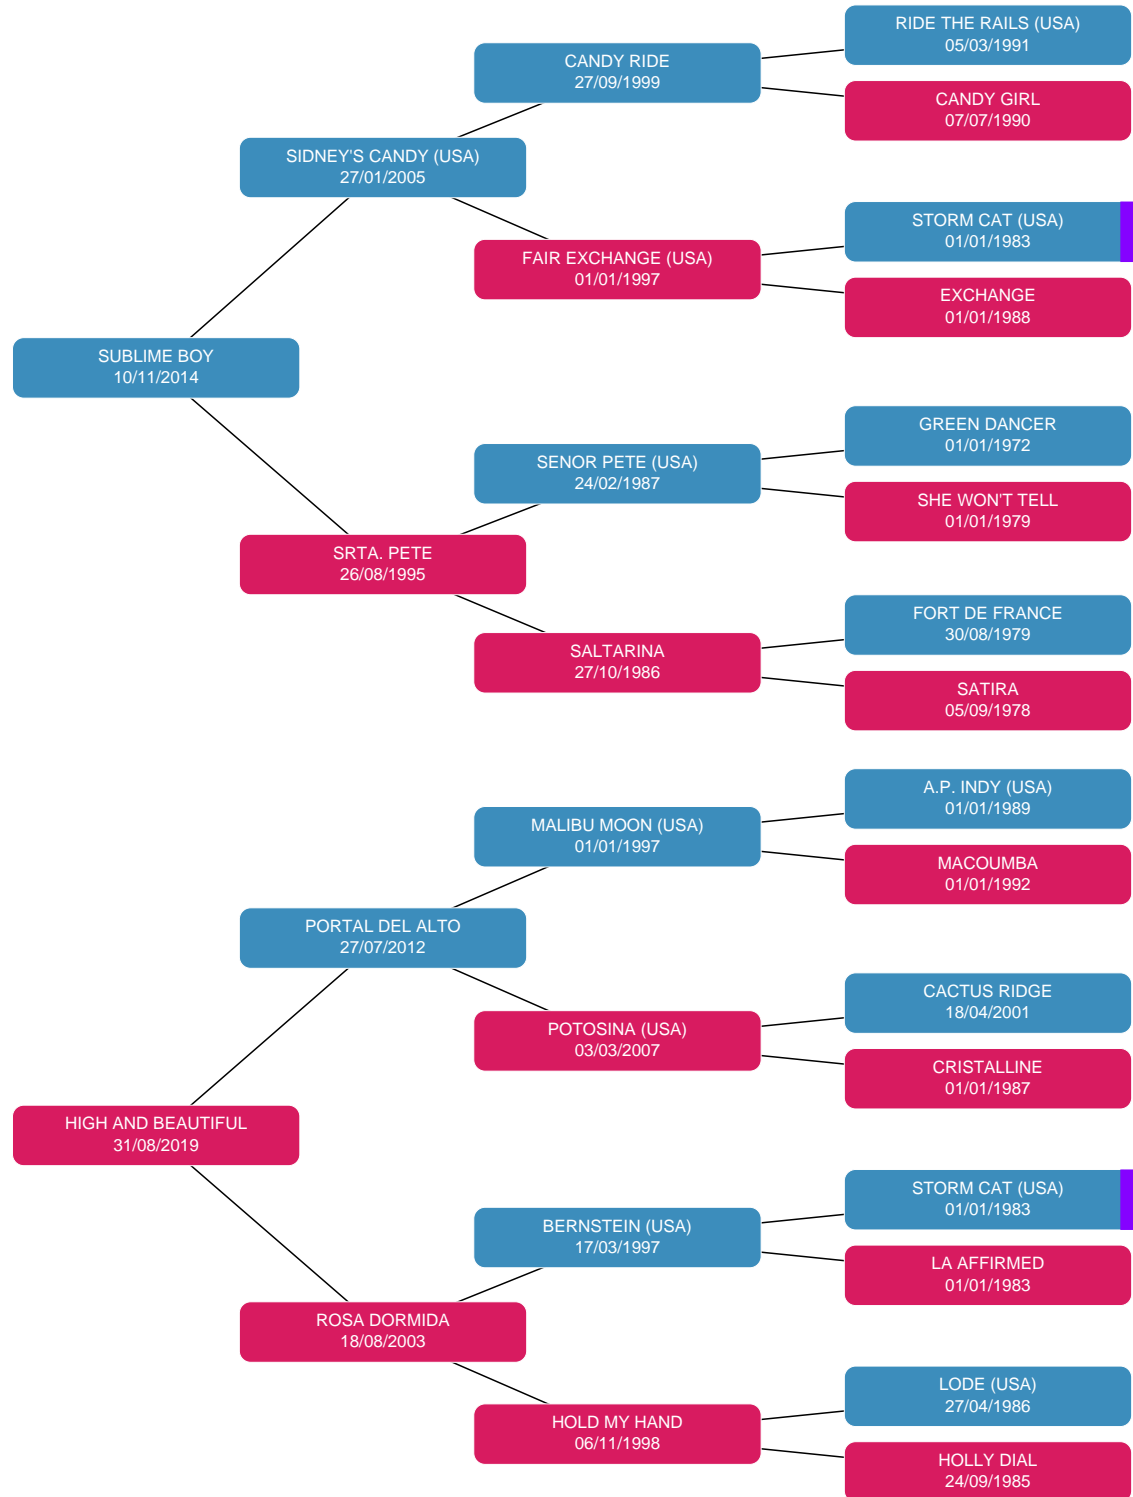 RIDE THE RAILS (USA)
05/03/1991
CANDY RIDE
27/09/1999
CANDY GIRL
07/07/1990
SIDNEY'S CANDY (USA)
27/01/2005
STORM CAT (USA)
01/01/1983
FAIR EXCHANGE (USA)
01/01/1997
EXCHANGE
01/01/1988
SUBLIME BOY
10/11/2014
GREEN DANCER
01/01/1972
SENOR PETE (USA)
24/02/1987
SHE WON'T TELL
01/01/1979
SRTA. PETE
26/08/1995
FORT DE FRANCE
30/08/1979
SALTARINA
27/10/1986
SATIRA
05/09/1978
A.P. INDY (USA)
01/01/1989
MALIBU MOON (USA)
01/01/1997
MACOUMBA
01/01/1992
PORTAL DEL ALTO
27/07/2012
CACTUS RIDGE
18/04/2001
POTOSINA (USA)
03/03/2007
CRISTALLINE
01/01/1987
HIGH AND BEAUTIFUL
31/08/2019
STORM CAT (USA)
01/01/1983
BERNSTEIN (USA)
17/03/1997
LA AFFIRMED
01/01/1983
ROSA DORMIDA
18/08/2003
LODE (USA)
27/04/1986
HOLD MY HAND
06/11/1998
HOLLY DIAL
24/09/1985